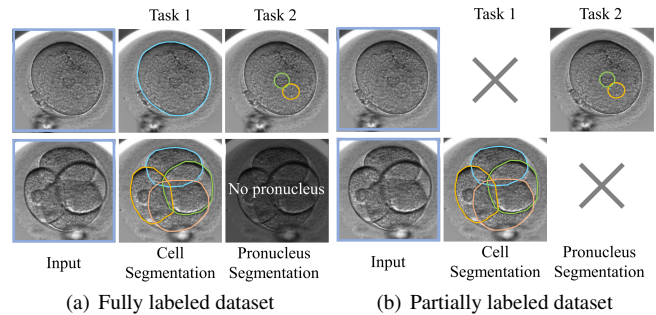 Task 1 Task 2 Task 1 Task 2
No pronucleus
Input Cell Segmentation Pronucleus Segmentation Input Cell Segmentation Pronucleus Segmentation
(a) Fully labeled dataset (b) Partially labeled dataset